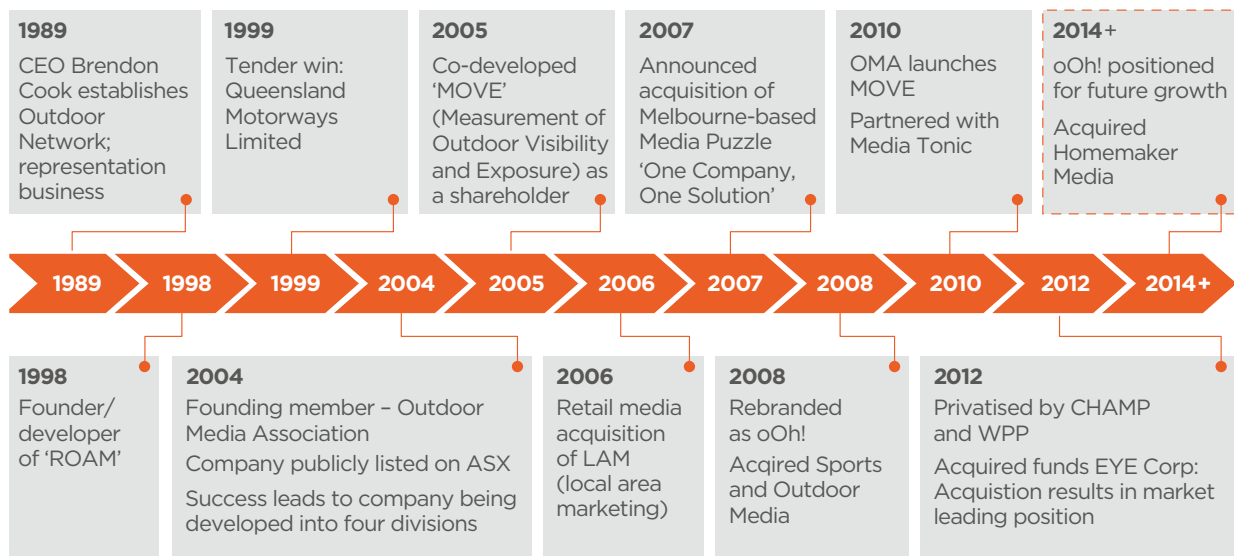 1989
CEO Brendon
Cook establishes
Outdoor
Network;
representation
business
1999
Tender win:
Queensland
Motorways
Limited
2005
Co-developed
‘MOVE’
(Measurement of
Outdoor Visibility
and Exposure) as
a shareholder
2007
Announced
acquisition of
Melbourne-based
Media Puzzle
‘One Company,
One Solution’
2010
OMA launches
MOVE
Partnered with
Media Tonic
2014+
oOh! positioned
for future growth
Acquired
Homemaker
Media
1989
1998
1999
2004
2005
2006
2007
2008
2010
2012
2014+
1998
Founder/
developer
of ‘ROAM’
2004
Founding member – Outdoor
Media Association
Company publicly listed on ASX
Success leads to company being
developed into four divisions
2006
Retail media
acquisition
of LAM
(local area
marketing)
2008
Rebranded
as oOh!
Acqired Sports
and Outdoor
Media
2012
Privatised by CHAMP
and WPP
Acquired funds EYE Corp:
Acquistion results in market
leading position